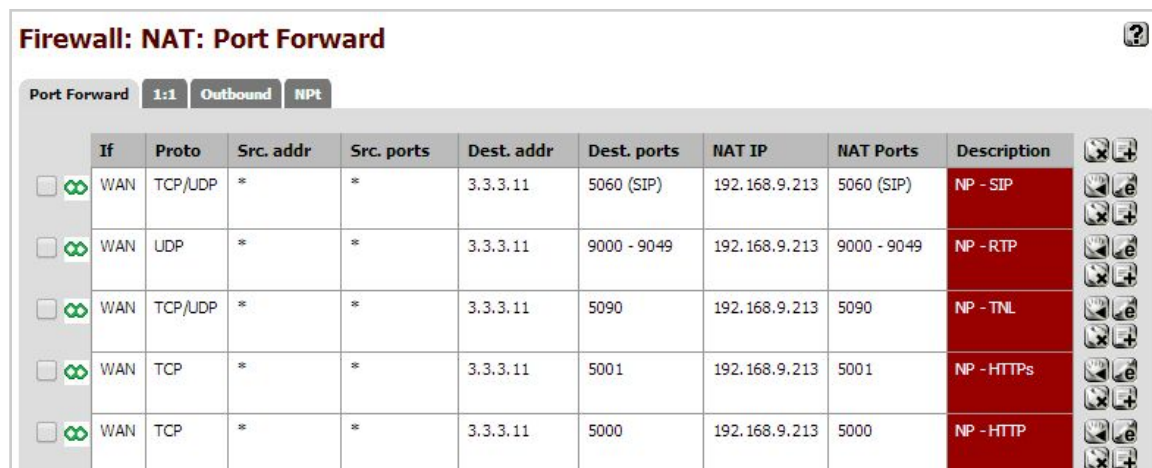 Firewall: NAT: Port Forward
?
Port Forward 1:1 Outbound NPt
If Proto Src. addr Src. ports Dest. addr Dest. ports NAT IP NAT Ports Description
WAN TCP/UDP * * 3.3.3.11 5060 (SIP) 192.168.9.213 5060 (SIP) NP - SIP
WAN UDP * * 3.3.3.11 9000 - 9049 192.168.9.213 9000 - 9049 NP - RTP
WAN TCP/UDP * * 3.3.3.11 5090 192.168.9.213 5090 NP - TNL
WAN TCP * * 3.3.3.11 5001 192.168.9.213 5001 NP - HTTPs
WAN TCP * * 3.3.3.11 5000 192.168.9.213 5000 NP - HTTP